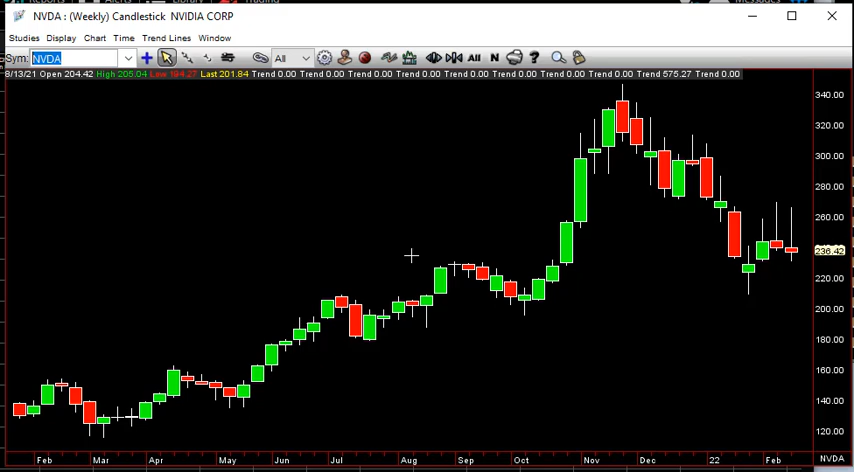 Reports Alerts Library Trading Messages
NVDA : (Weekly) Candlestick NVIDIA CORP
Studies Display Chart Time Trend Lines Window
Sym: NVDA All All N ?
8/13/21 Open 204.42 High 205.04 Low 194.27 Last 201.84 Trend 0.00 Trend 0.00 Trend 0.00 Trend 0.00 Trend 0.00 Trend 0.00 Trend 0.00 Trend 0.00 Trend 575.27 Trend 0.00
340.00
320.00
300.00
280.00
260.00
236.42
220.00
200.00
180.00
160.00
140.00
120.00
Feb Mar Apr May Jun Jul Aug Sep Oct Nov Dec 22 Feb NVDA